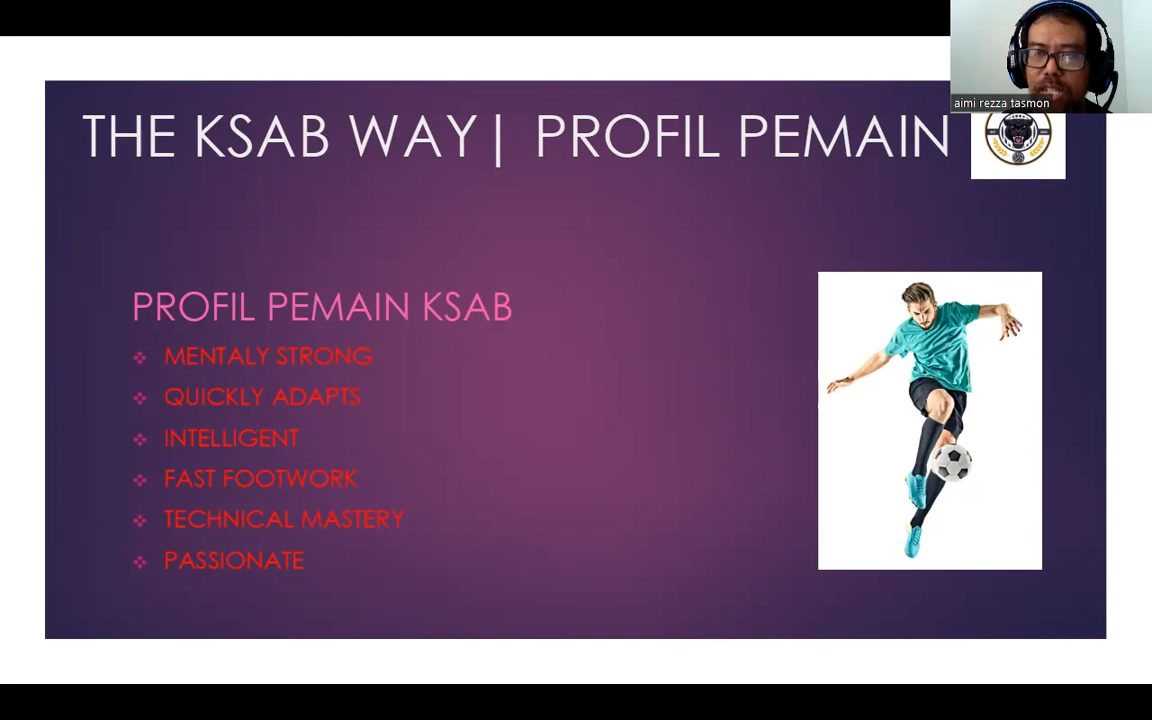 THE KSAB WAY| PROFIL PEMAIN
aimi rezza tasmon
PROFIL PEMAIN KSAB
MENTALY STRONG
QUICKLY ADAPTS
INTELLIGENT
FAST FOOTWORK
TECHNICAL MASTERY
PASSIONATE